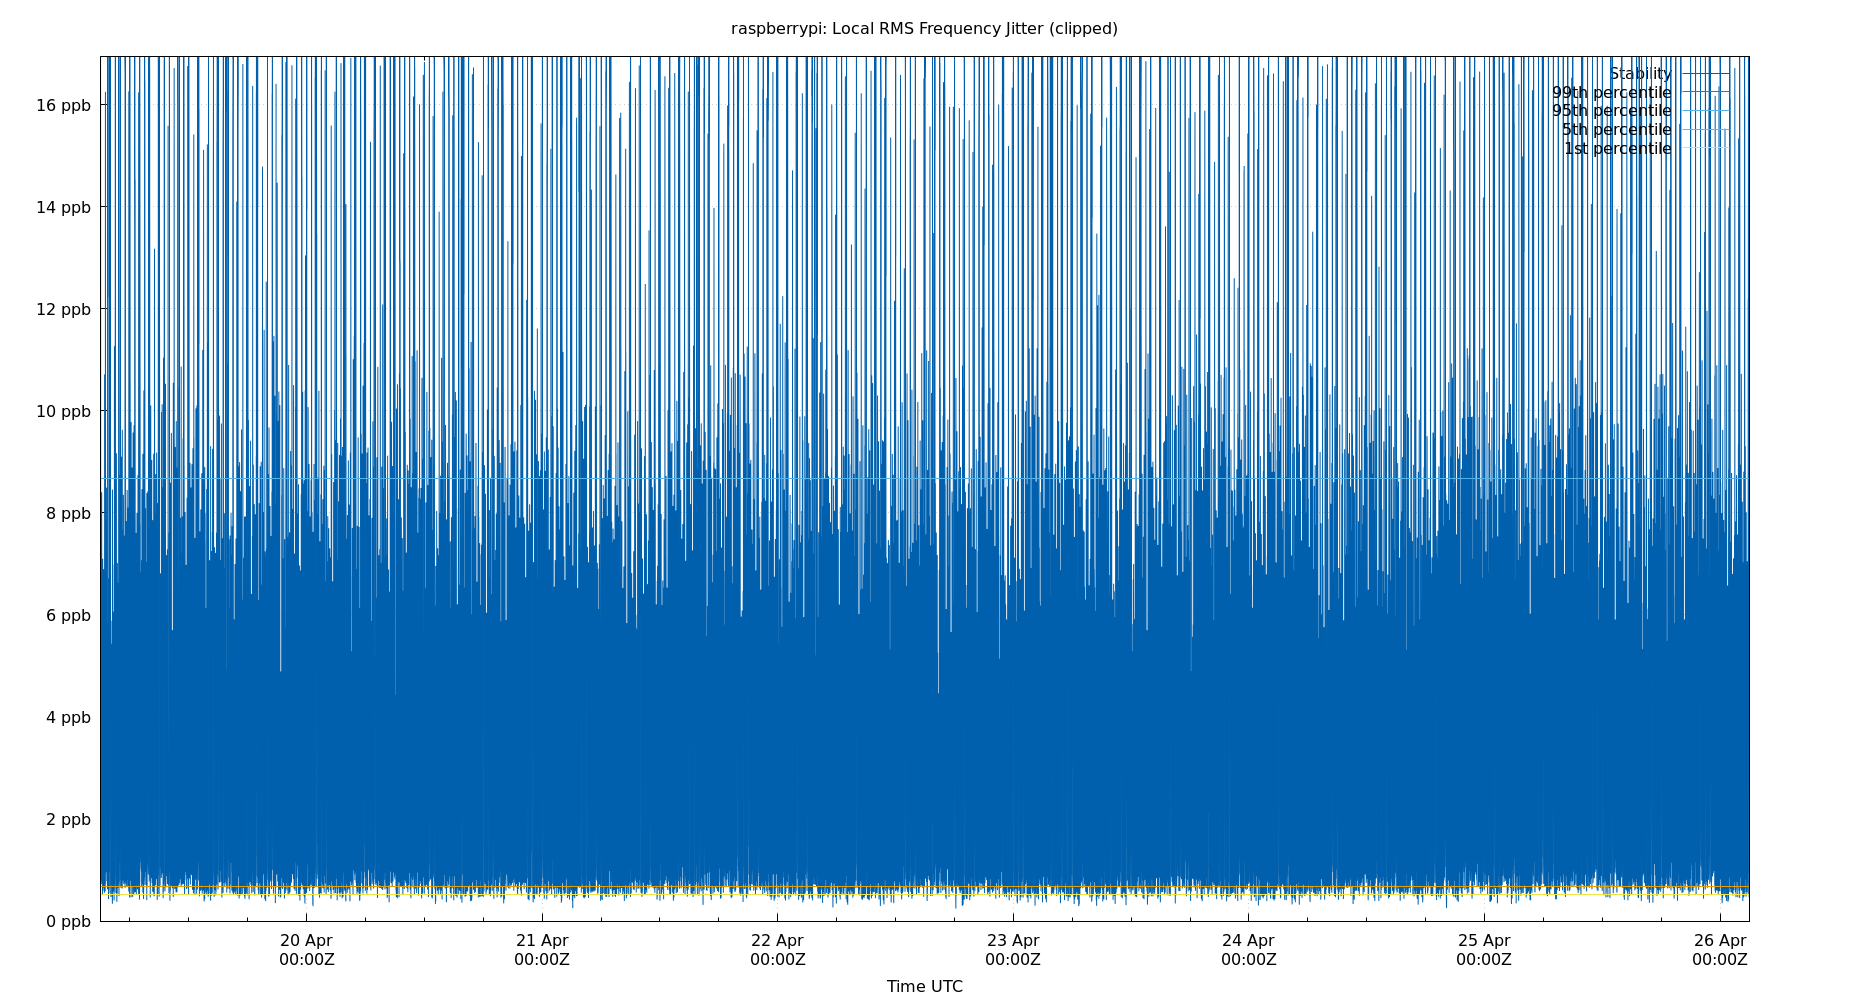 raspberrypi: Local RMS Frequency Jitter (clipped)
Stability
99th percentile
95th percentile
5th percentile
1st percentile
16 ppb
14 ppb
12 ppb
10 ppb
8 ppb
6 ppb
4 ppb
2 ppb
0 ppb
20 Apr
00:00Z
21 Apr
00:00Z
22 Apr
00:00Z
23 Apr
00:00Z
24 Apr
00:00Z
25 Apr
00:00Z
26 Apr
00:00Z
Time UTC